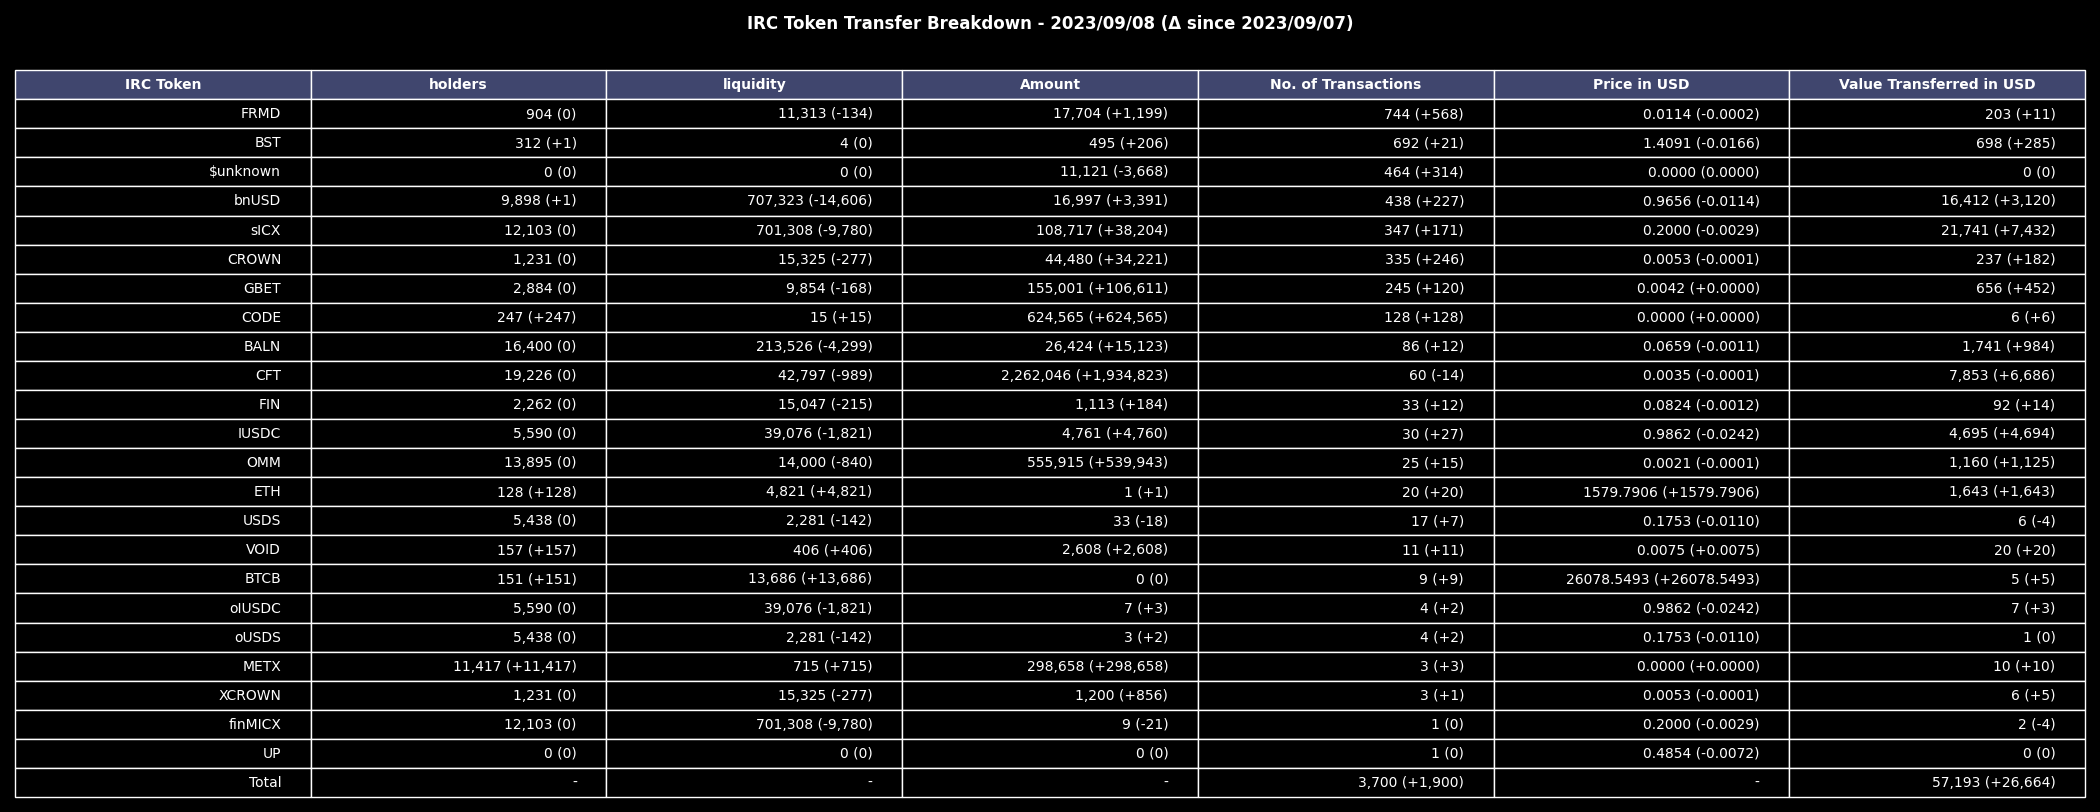 IRC Token Transfer Breakdown - 2023/09/08 (Δ since 2023/09/07)
IRC Token holders liquidity Amount No. of Transactions Price in USD Value Transferred in USD
FRMD 904 (0) 11,313 (-134) 17,704 (+1,199) 744 (+568) 0.0114 (-0.0002) 203 (+11)
BST 312 (+1) 4 (0) 495 (+206) 692 (+21) 1.4091 (-0.0166) 698 (+285)
$unknown 0 (0) 0 (0) 11,121 (-3,668) 464 (+314) 0.0000 (0.0000) 0 (0)
bnUSD 9,898 (+1) 707,323 (-14,606) 16,997 (+3,391) 438 (+227) 0.9656 (-0.0114) 16,412 (+3,120)
sICX 12,103 (0) 701,308 (-9,780) 108,717 (+38,204) 347 (+171) 0.2000 (-0.0029) 21,741 (+7,432)
CROWN 1,231 (0) 15,325 (-277) 44,480 (+34,221) 335 (+246) 0.0053 (-0.0001) 237 (+182)
GBET 2,884 (0) 9,854 (-168) 155,001 (+106,611) 245 (+120) 0.0042 (+0.0000) 656 (+452)
CODE 247 (+247) 15 (+15) 624,565 (+624,565) 128 (+128) 0.0000 (+0.0000) 6 (+6)
BALN 16,400 (0) 213,526 (-4,299) 26,424 (+15,123) 86 (+12) 0.0659 (-0.0011) 1,741 (+984)
CFT 19,226 (0) 42,797 (-989) 2,262,046 (+1,934,823) 60 (-14) 0.0035 (-0.0001) 7,853 (+6,686)
FIN 2,262 (0) 15,047 (-215) 1,113 (+184) 33 (+12) 0.0824 (-0.0012) 92 (+14)
IUSDC 5,590 (0) 39,076 (-1,821) 4,761 (+4,760) 30 (+27) 0.9862 (-0.0242) 4,695 (+4,694)
OMM 13,895 (0) 14,000 (-840) 555,915 (+539,943) 25 (+15) 0.0021 (-0.0001) 1,160 (+1,125)
ETH 128 (+128) 4,821 (+4,821) 1 (+1) 20 (+20) 1579.7906 (+1579.7906) 1,643 (+1,643)
USDS 5,438 (0) 2,281 (-142) 33 (-18) 17 (+7) 0.1753 (-0.0110) 6 (-4)
VOID 157 (+157) 406 (+406) 2,608 (+2,608) 11 (+11) 0.0075 (+0.0075) 20 (+20)
BTCB 151 (+151) 13,686 (+13,686) 0 (0) 9 (+9) 26078.5493 (+26078.5493) 5 (+5)
oIUSDC 5,590 (0) 39,076 (-1,821) 7 (+3) 4 (+2) 0.9862 (-0.0242) 7 (+3)
oUSDS 5,438 (0) 2,281 (-142) 3 (+2) 4 (+2) 0.1753 (-0.0110) 1 (0)
METX 11,417 (+11,417) 715 (+715) 298,658 (+298,658) 3 (+3) 0.0000 (+0.0000) 10 (+10)
XCROWN 1,231 (0) 15,325 (-277) 1,200 (+856) 3 (+1) 0.0053 (-0.0001) 6 (+5)
finMICX 12,103 (0) 701,308 (-9,780) 9 (-21) 1 (0) 0.2000 (-0.0029) 2 (-4)
UP 0 (0) 0 (0) 0 (0) 1 (0) 0.4854 (-0.0072) 0 (0)
Total - - - 3,700 (+1,900) - 57,193 (+26,664)